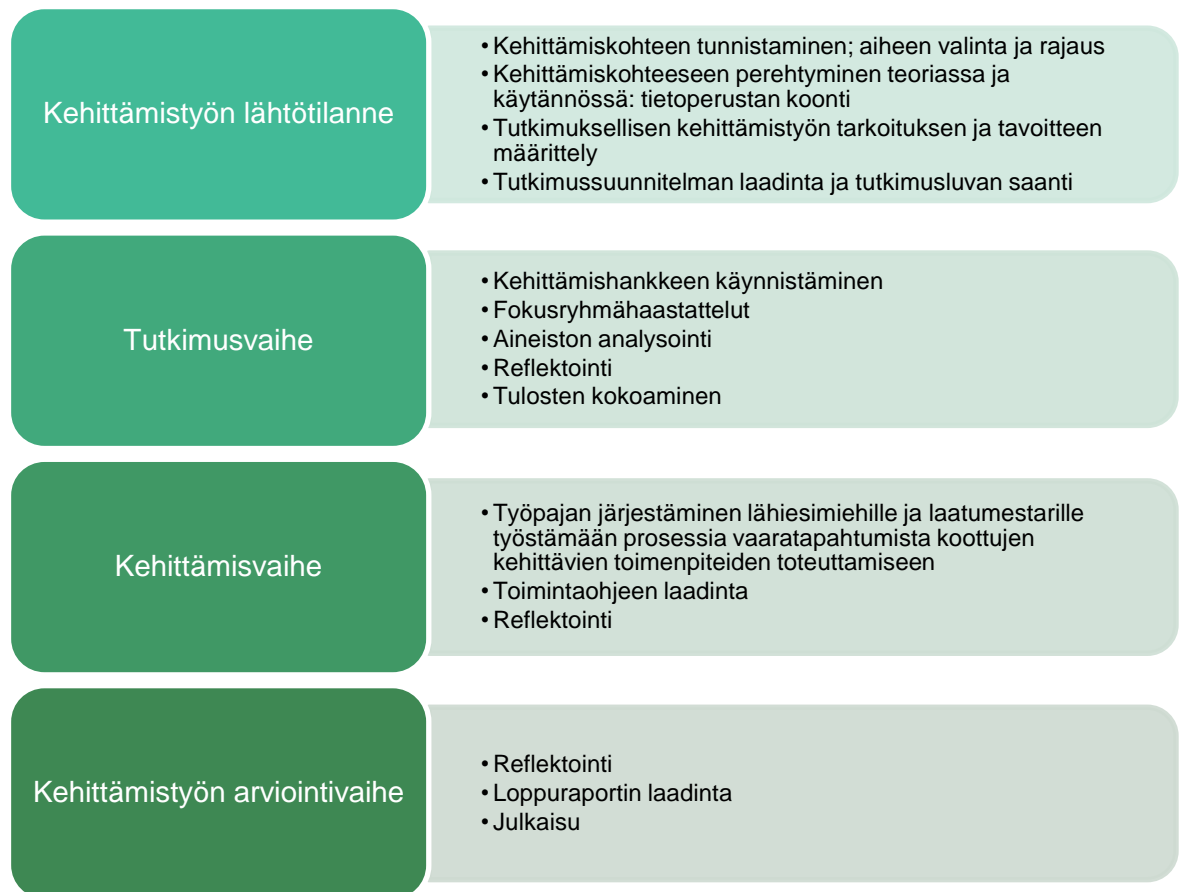 Kehittämistyön lähtötilanne
• Kehittämiskohteen tunnistaminen; aiheen valinta ja rajaus
• Kehittämiskohteeseen perehtyminen teoriassa ja
käytännössä: tietoperustan koonti
• Tutkimuksellisen kehittämistyön tarkoituksen ja tavoitteen
määrittely
• Tutkimussuunnitelman laadinta ja tutkimusluvan saanti
Tutkimusvaihe
• Kehittämishankkeen käynnistäminen
• Fokusryhmähaastattelut
• Aineiston analysointi
• Reflektointi
• Tulosten kokoaminen
Kehittämisvaihe
• Työpajan järjestäminen lähiesimiehille ja laatumestarille
työstämään prosessia vaaratapahtumista koottujen
kehittävien toimenpiteiden toteuttamiseen
• Toimintaohjeen laadinta
• Reflektointi
Kehittämistyön arviointivaihe
• Reflektointi
• Loppuraportin laadinta
• Julkaisu